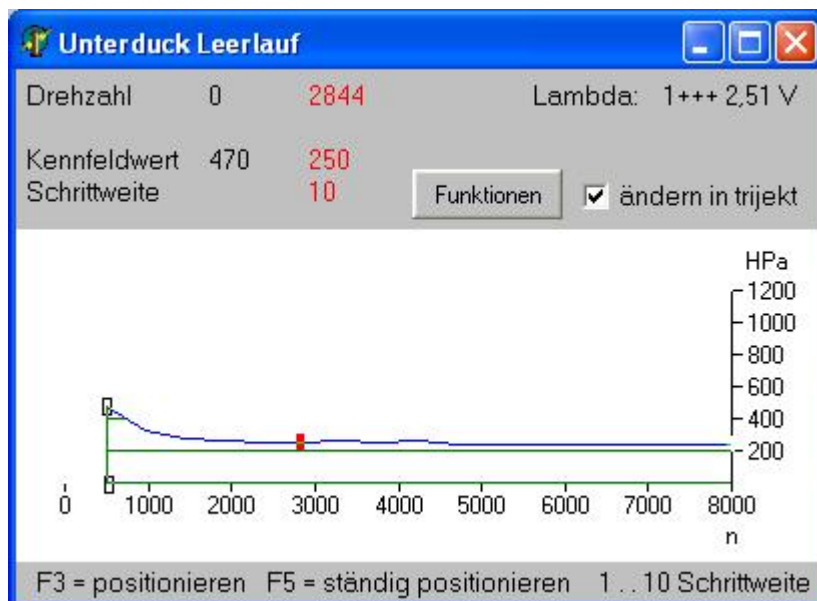 Unterduck Leerlauf
Drehzahl 0 2844 Lambda: 1+++ 2,51 V
Kennfeldwert 470 250
Schrittweite 10 Funktionen ändern in trijekt
HPa
1200
1000
800
600
400
200
0 1000 2000 3000 4000 5000 6000 7000 8000
n
F3 = positionieren F5 = ständig positionieren 1 . . 10 Schrittweite